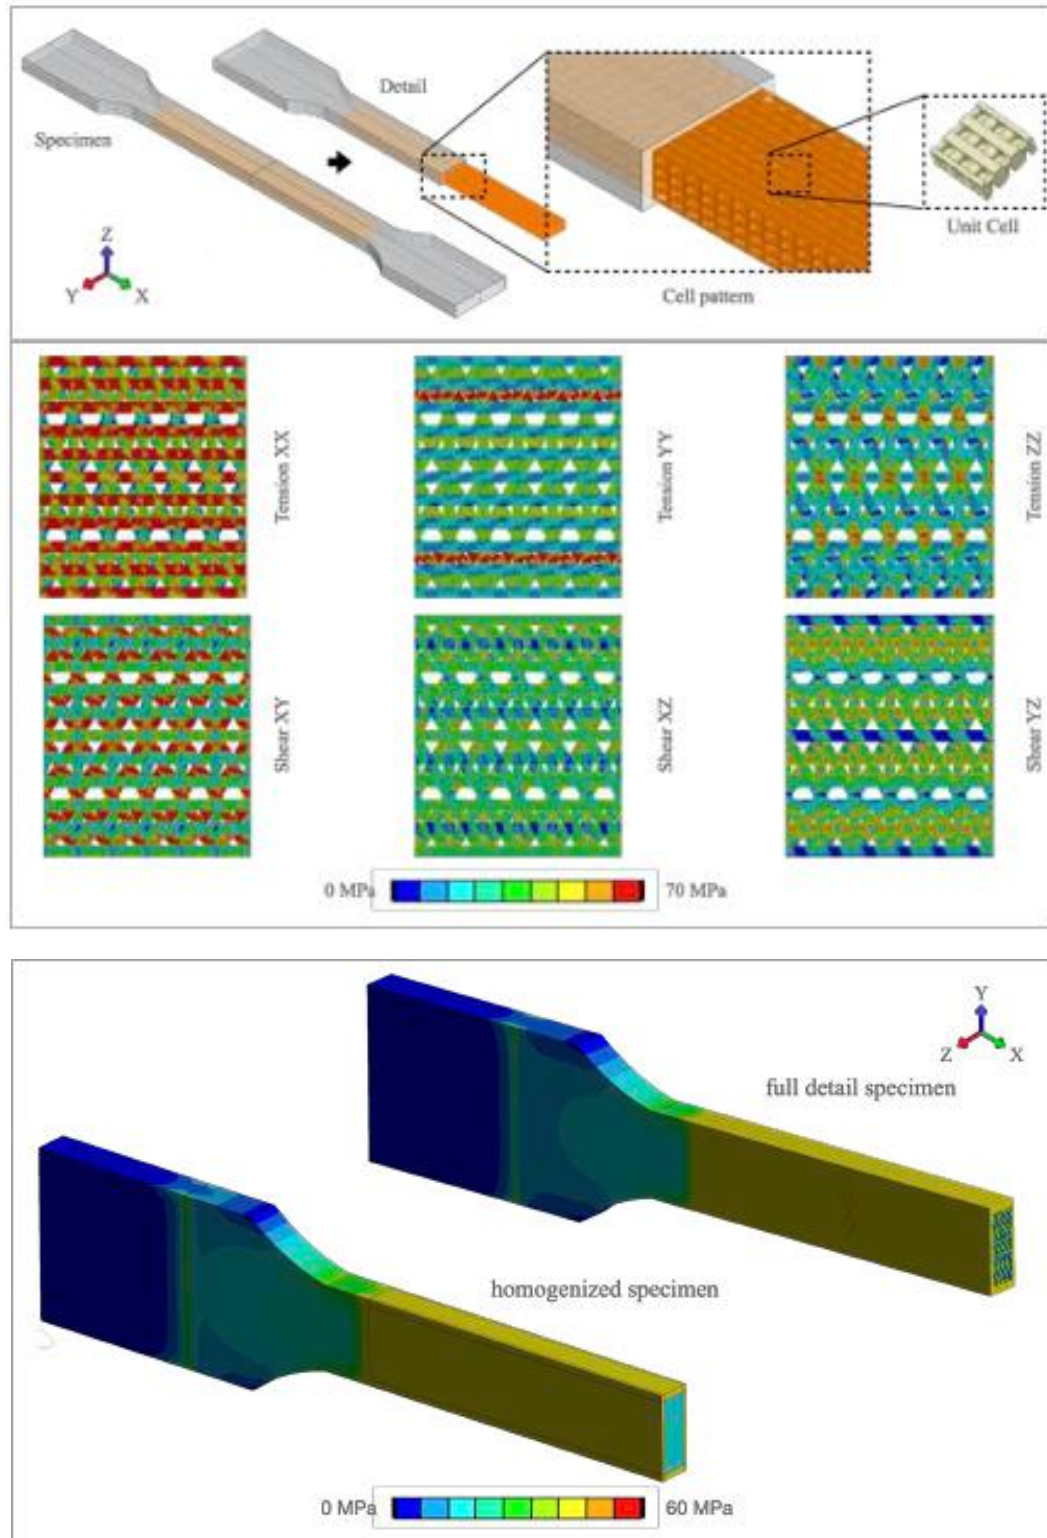 Specimen
Detail
Cell pattern
Unit Cell
Z
Y
X
Tension XX
Tension YY
Tension ZZ
Shear XY
Shear XZ
Shear YZ
0 MPa
70 MPa
Y
Z
X
full detail specimen
homogenized specimen
0 MPa
60 MPa